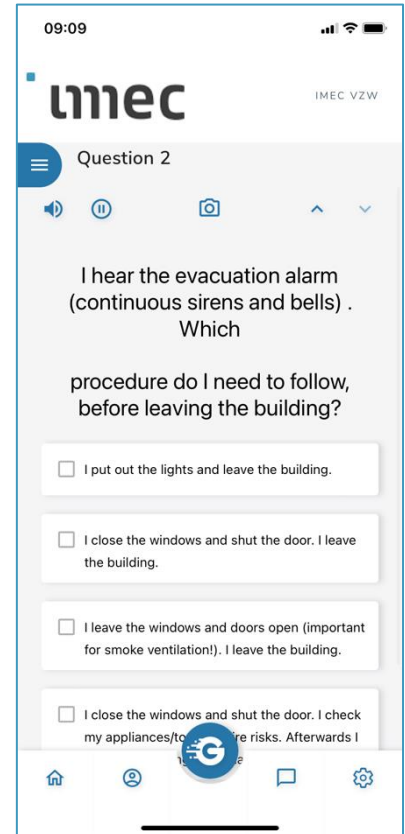 09:09
imec
IMEC VZW
Question 2
I hear the evacuation alarm
(continuous sirens and bells) .
Which
procedure do I need to follow,
before leaving the building?
I put out the lights and leave the building.
I close the windows and shut the door. I leave
the building.
I leave the windows and doors open (important
for smoke ventilation!). I leave the building.
I close the windows and shut the door. I check
my risks. Afterwards I
G